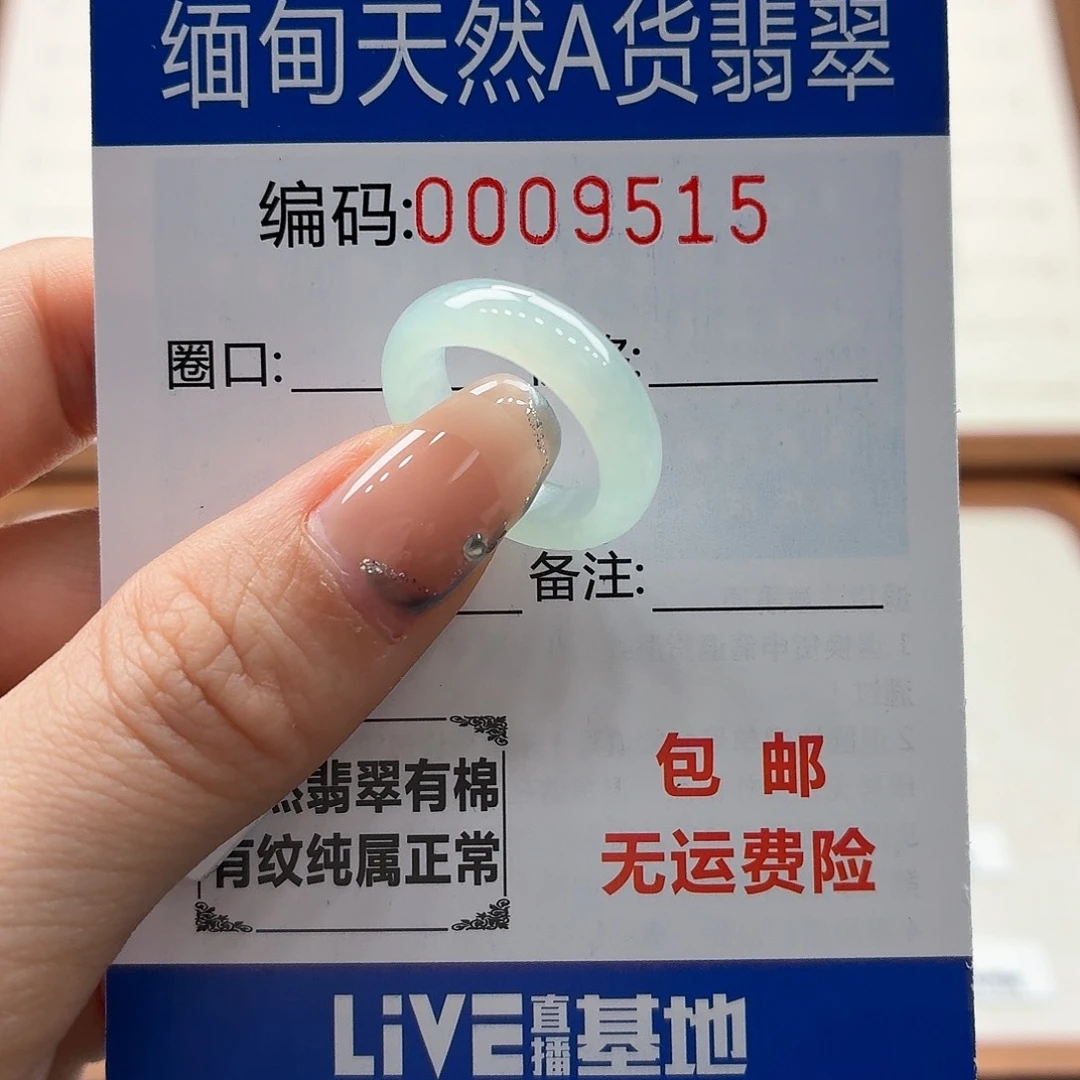 缅甸天然A货翡翠
编码:0009515
圈口:
备注:
翡翠有棉
有纹纯属正常
包 邮
无运费险
LiVE直播基地